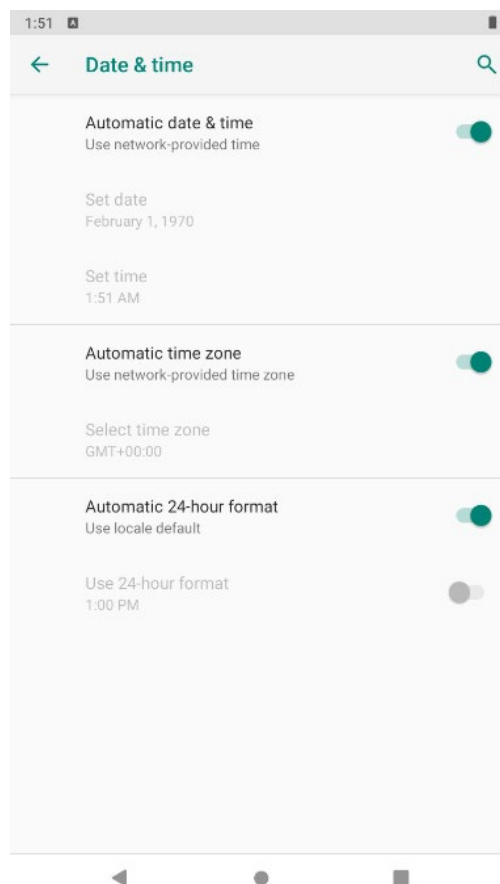 1:51 A
Date & time
Automatic date & time
Use network-provided time
Set date
February 1, 1970
Set time
1:51 AM
Automatic time zone
Use network-provided time zone
Select time zone
GMT+00:00
Automatic 24-hour format
Use locale default
Use 24-hour format
1:00 PM